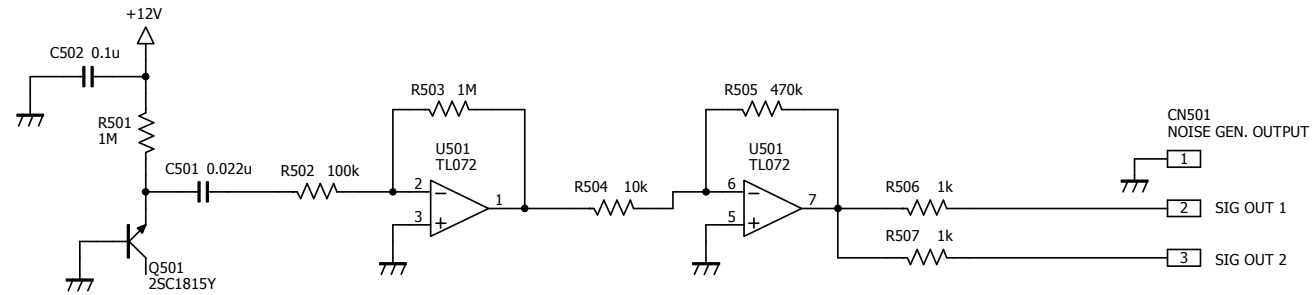 +12V
C502 0.1u
R501
1M
C501 0.022u
R502 100k
R503 1M
U501
TL072
2
3
1
R504 10k
R505 470k
U501
TL072
6
5
7
R506 1k
R507 1k
CN501
NOISE GEN. OUTPUT
1
2 SIG OUT 1
3 SIG OUT 2
Q501
2SC1815Y